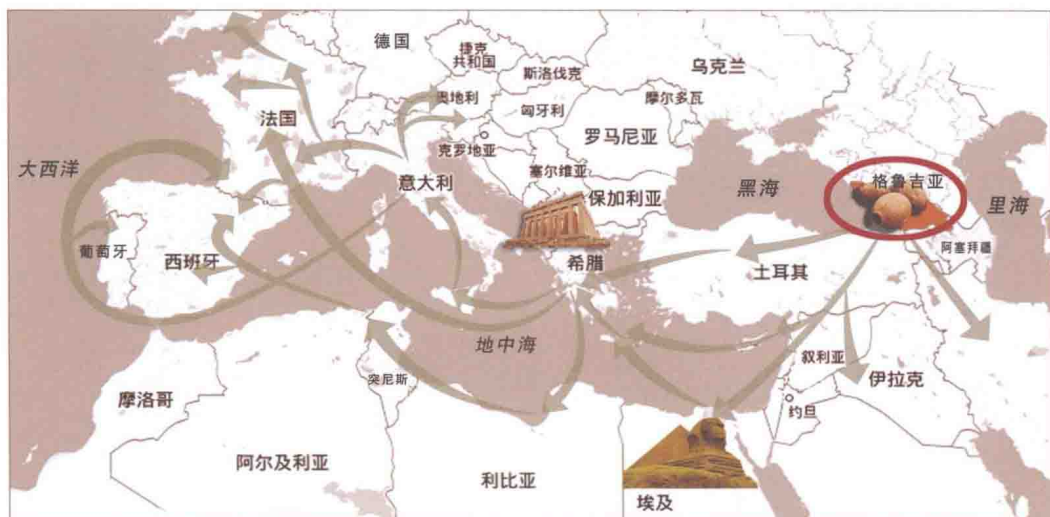 德国
捷克
共和国
斯洛伐克
乌克兰
奥地利
匈牙利
摩尔多瓦
法国
罗马尼亚
克罗地亚
大西洋
塞尔维亚
意大利
保加利亚
黑海
格鲁吉亚
里海
葡萄牙
西班牙
希腊
土耳其
阿塞拜疆
地中海
叙利亚
伊拉克
突尼斯
摩洛哥
约旦
阿尔及利亚
利比亚
埃及